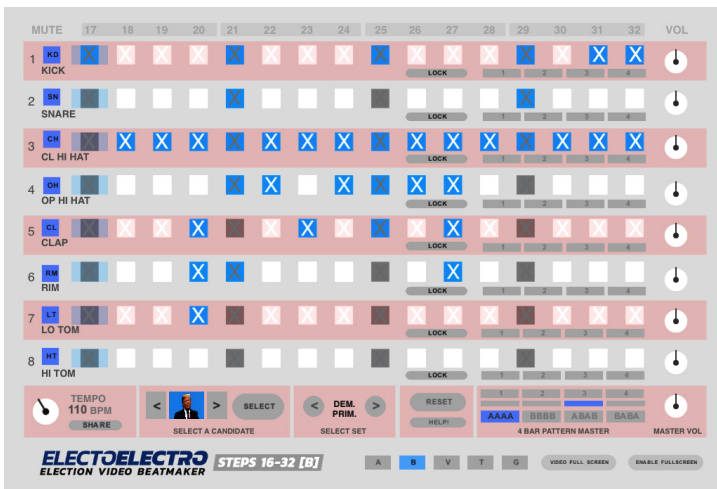 MUTE 17 18 19 20 21 22 23 24 25 26 27 28 29 30 31 32 VOL
1 KD X X X X X X X X X X X X X X X X
KICK LOCK 1 2 3 4
2 SN X X X X
SNARE LOCK 1 2 3 4
3 CH X X X X X X X X X X X X X X X X
CL HI HAT LOCK 1 2 3 4
4 OH X X X X X X X X
OP HI HAT LOCK 1 2 3 4
5 CL X X X X X X X X X X X X X X X X
CLAP LOCK 1 2 3 4
6 RM X X X X X X
RIM LOCK 1 2 3 4
7 LT X X X X X X X X X X X X X X X X
LO TOM LOCK 1 2 3 4
8 HT X X X X
HI TOM LOCK 1 2 3 4
TEMPO
110 BPM
SHARE
< > SELECT
SELECT A CANDIDATE
< DEM. PRIM. >
SELECT SET
RESET
HELP!
1 2 3 4
AAAA BBBB ABAB BABA
4 BAR PATTERN MASTER
MASTER VOL
ELECTOELECTRO STEPS 16-32 [B]
ELECTION VIDEO BEATMAKER
A B V T G VIDEO FULL SCREEN ENABLE FULLSCREEN